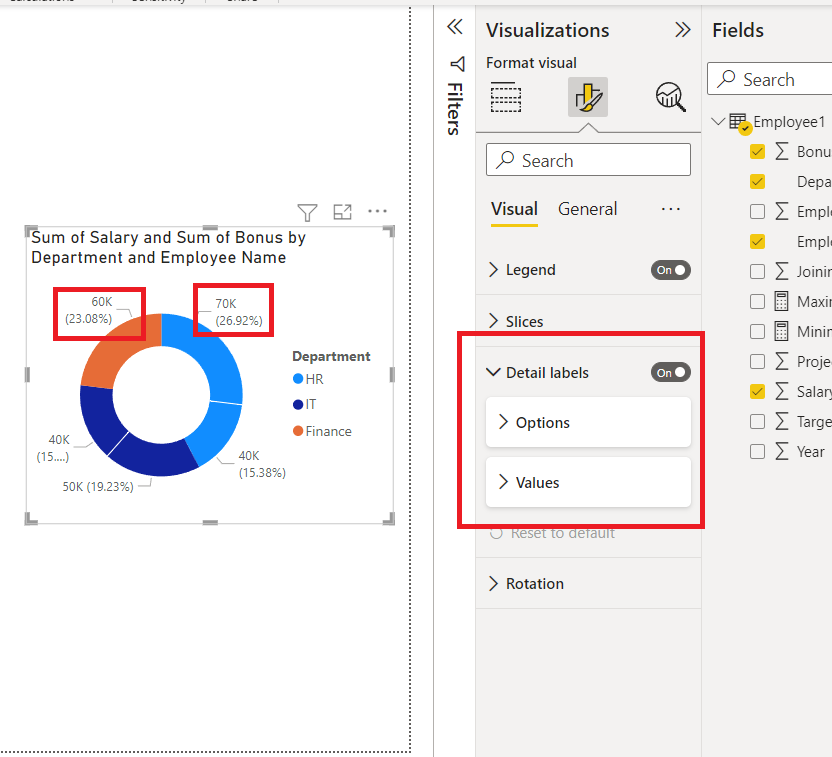 Sum of Salary and Sum of Bonus by
Department and Employee Name
60K
(23.08%)
70K
(26.92%)
40K
(15....)
50K (19.23%)
40K
(15.38%)
Department
HR
IT
Finance
Filters
Visualizations
Format visual
Search
Visual
General
Legend
On
Slices
Detail labels
On
Options
Values
Reset to default
Rotation
Fields
Search
Employee1
Bonu
Depa
Emplo
Emplo
Joinin
Maxi
Minin
Proje
Salary
Targe
Year